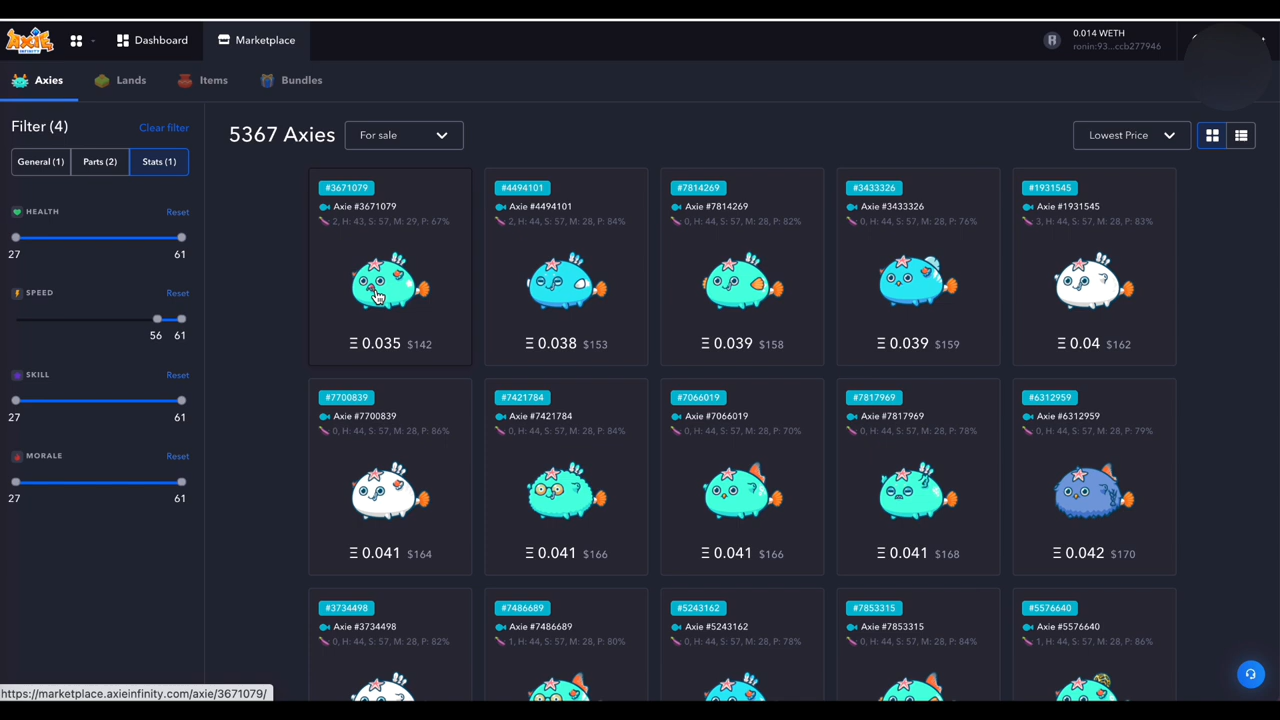 AXIE
INFINITY
Dashboard
Marketplace
0.014 WETH
ronin:93...ccb277946
Axies
Lands
Items
Bundles
Filter (4)
Clear filter
General (1)
Parts (2)
Stats (1)
HEALTH
Reset
27
61
SPEED
Reset
56
61
SKILL
Reset
27
61
MORALE
Reset
27
61
5367 Axies
For sale
Lowest Price
#3671079
Axie #3671079
2, H: 43, S: 57, M: 29, P: 67%
Ξ 0.035 $142
#4494101
Axie #4494101
2, H: 44, S: 57, M: 28, P: 84%
Ξ 0.038 $153
#7814269
Axie #7814269
0, H: 44, S: 57, M: 28, P: 82%
Ξ 0.039 $158
#3433326
Axie #3433326
0, H: 44, S: 57, M: 28, P: 76%
Ξ 0.039 $159
#1931545
Axie #1931545
3, H: 44, S: 57, M: 28, P: 83%
Ξ 0.04 $162
#7700839
Axie #7700839
0, H: 44, S: 57, M: 28, P: 86%
Ξ 0.041 $164
#7421784
Axie #7421784
0, H: 44, S: 57, M: 28, P: 84%
Ξ 0.041 $166
#7066019
Axie #7066019
0, H: 44, S: 57, M: 28, P: 70%
Ξ 0.041 $166
#7817969
Axie #7817969
0, H: 44, S: 57, M: 28, P: 78%
Ξ 0.041 $168
#6312959
Axie #6312959
0, H: 44, S: 57, M: 28, P: 79%
Ξ 0.042 $170
#3734498
Axie #3734498
0, H: 44, S: 57, M: 28, P: 82%
#7486689
Axie #7486689
1, H: 44, S: 57, M: 28, P: 80%
#5243162
Axie #5243162
0, H: 44, S: 57, M: 28, P: 78%
#7853315
Axie #7853315
0, H: 44, S: 57, M: 28, P: 84%
#5576640
Axie #5576640
1, H: 44, S: 57, M: 28, P: 86%
https://marketplace.axieinfinity.com/axie/3671079/